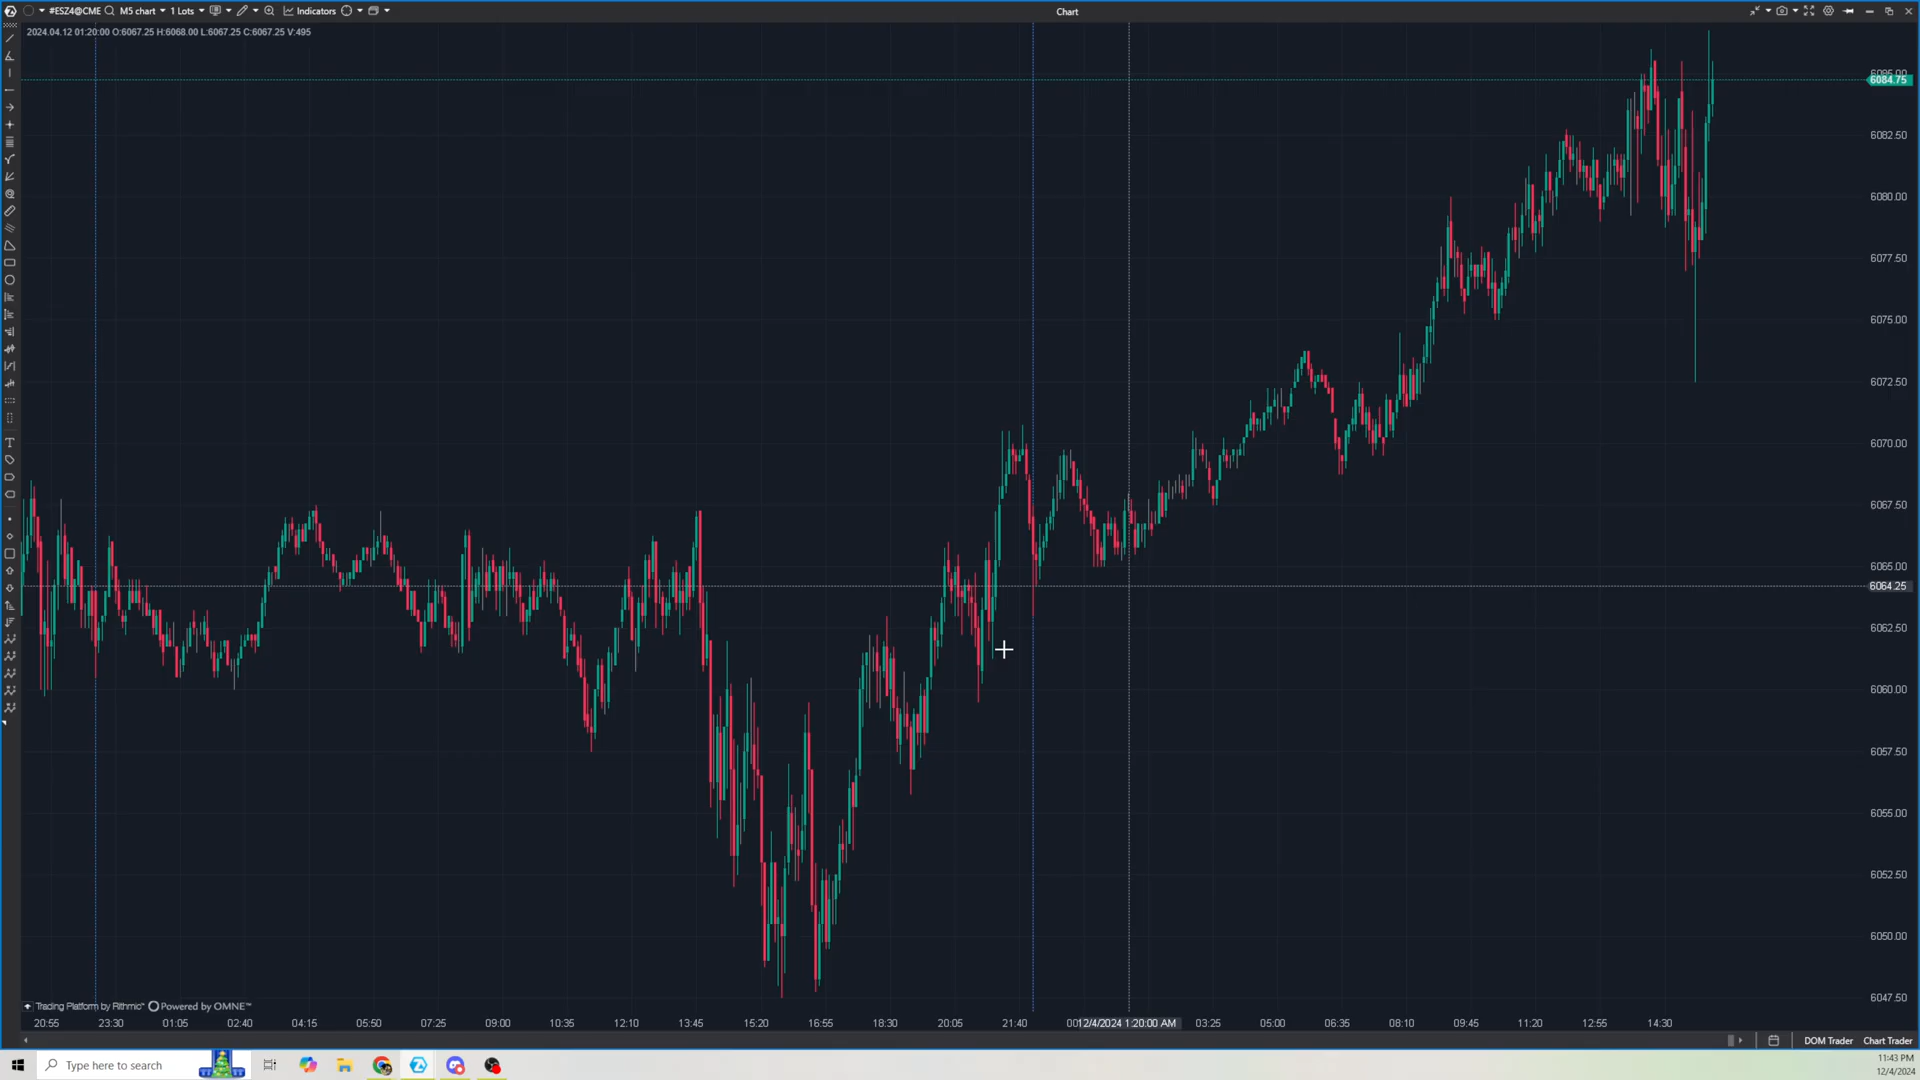 #ESZ4@CME M5 chart 1 Lots Indicators Chart
2024.04.12 01:20:00 O:6067.25 H:6068.00 L:6067.25 C:6067.25 V:495
6085.00
6084.75
6082.50
6080.00
6077.50
6075.00
6072.50
6070.00
6067.50
6065.00
6064.25
6062.50
6060.00
6057.50
6055.00
6052.50
6050.00
6047.50
Trading Platform by Rithmic™ Powered by OMNE™
20:55 23:30 01:05 02:40 04:15 05:50 07:25 09:00 10:35 12:10 13:45 15:20 16:55 18:30 20:05 21:40 12/4/2024 1:20:00 AM 03:25 05:00 06:35 08:10 09:45 11:20 12:55 14:30
DOM Trader Chart Trader
Type here to search
11:43 PM
12/4/2024